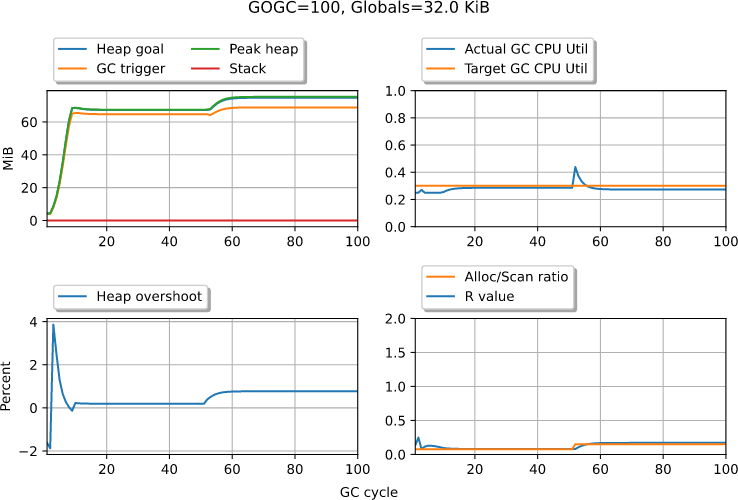 GOGC=100, Globals=32.0 KiB
Heap goal
Peak heap
GC trigger
Stack
MiB
60
40
20
0
20 40 60 80 100
Actual GC CPU Util
Target GC CPU Util
1.0
0.8
0.6
0.4
0.2
0.0
20 40 60 80 100
Heap overshoot
Percent
4
2
0
−2
20 40 60 80 100
Alloc/Scan ratio
R value
2.0
1.5
1.0
0.5
0.0
20 40 60 80 100
GC cycle